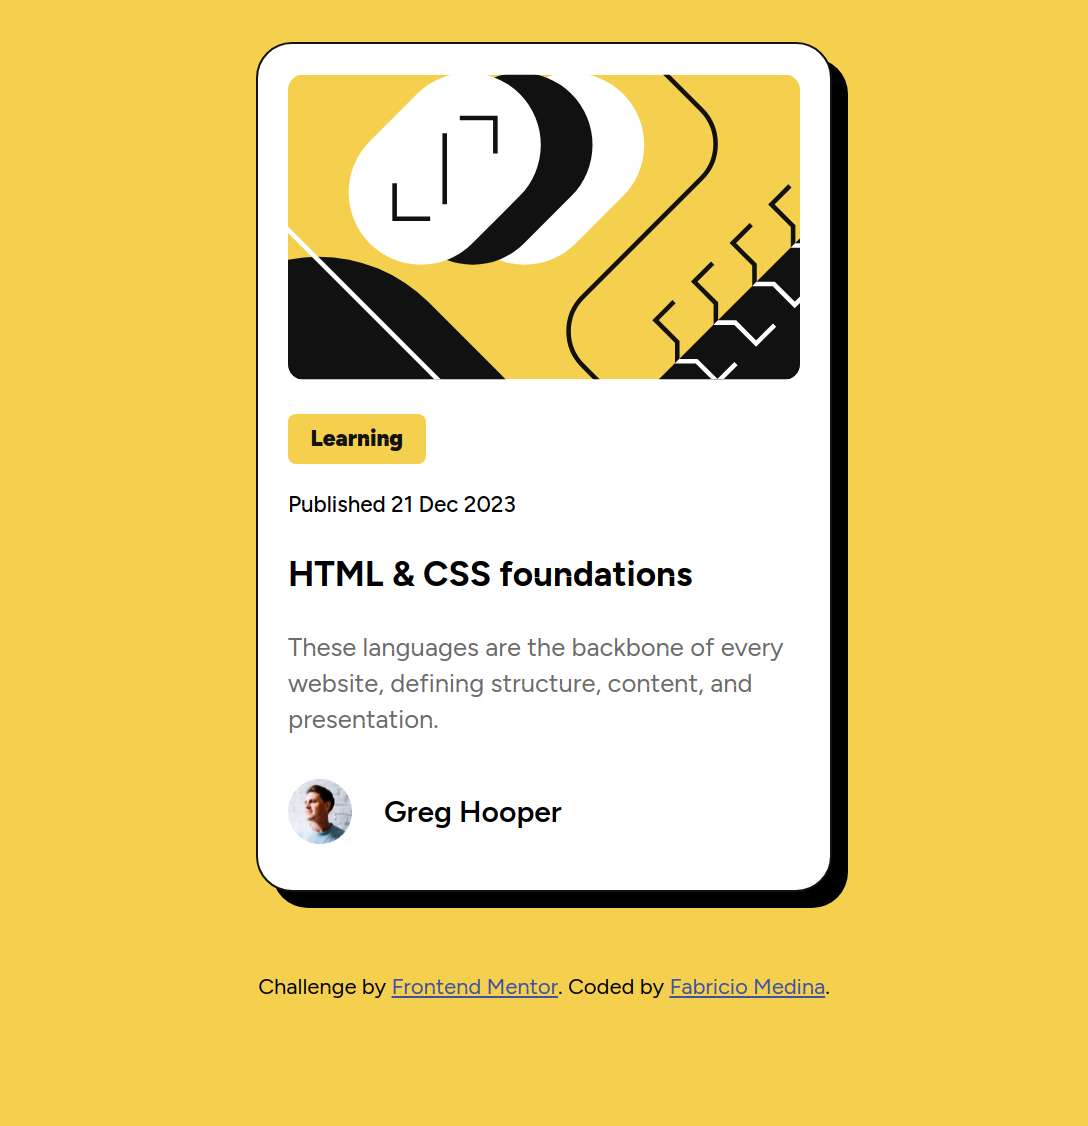 Learning
Published 21 Dec 2023
HTML & CSS foundations
These languages are the backbone of every
website, defining structure, content, and
presentation.
Greg Hooper
Challenge by Frontend Mentor. Coded by Fabricio Medina.